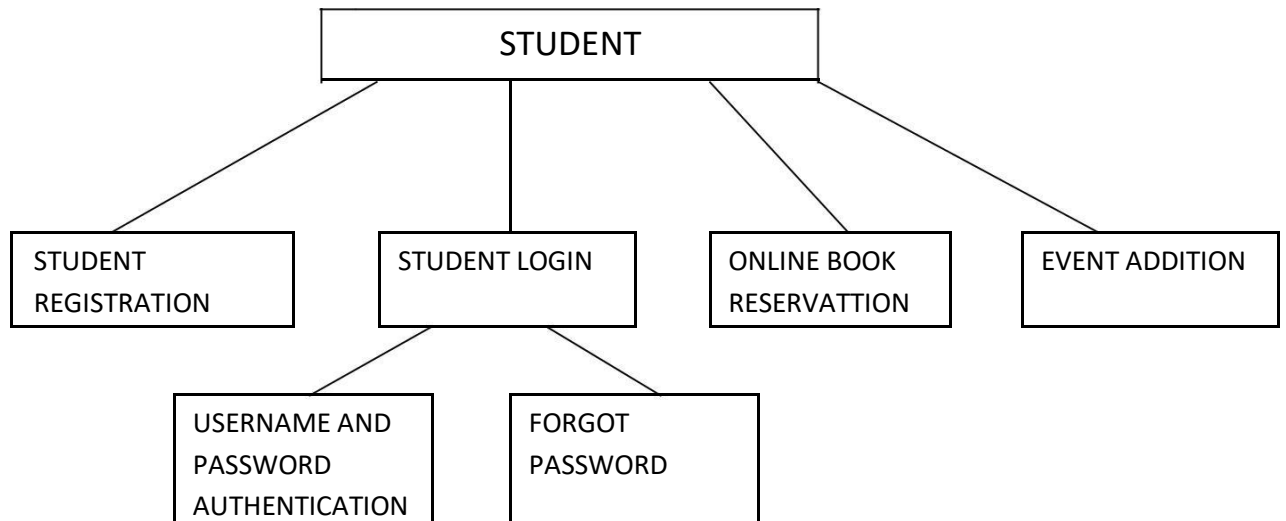 STUDENT
STUDENT
REGISTRATION
STUDENT LOGIN
ONLINE BOOK
RESERVATTION
EVENT ADDITION
USERNAME AND
PASSWORD
AUTHENTICATION
FORGOT
PASSWORD